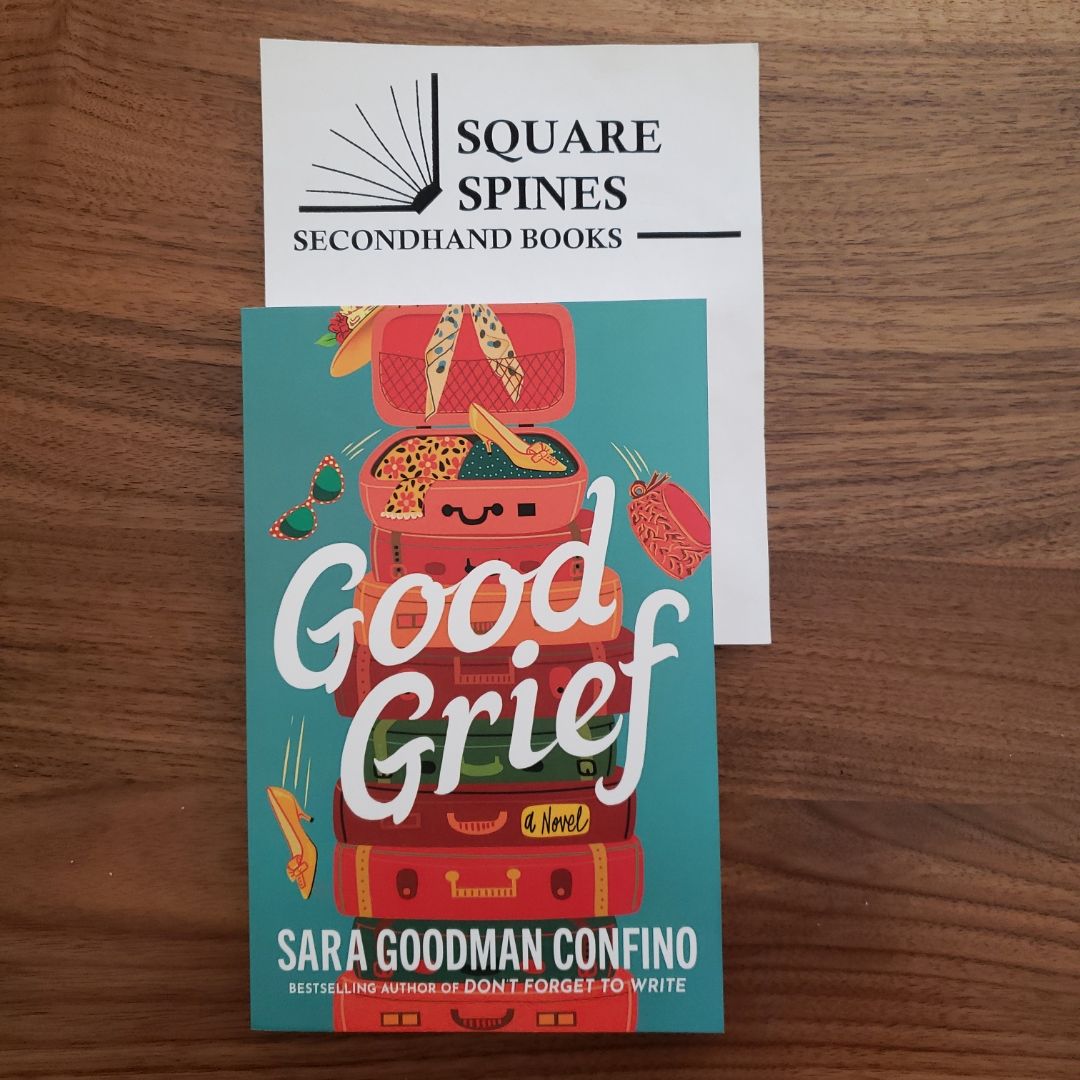 SQUARE
SPINES
SECONDHAND BOOKS
Good
Grief
a Novel
SARA GOODMAN CONFINO
BESTSELLING AUTHOR OF DON'T FORGET TO WRITE